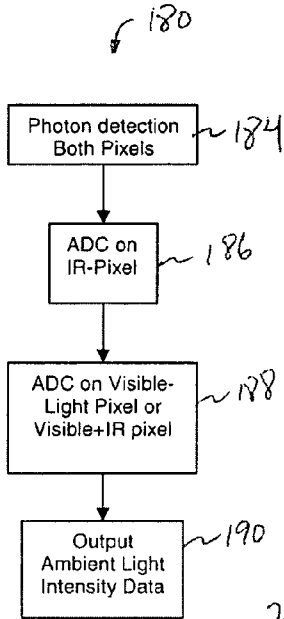 180
Photon detection
Both Pixels
184
ADC on
IR-Pixel
186
ADC on Visible-
Light Pixel or
Visible+IR pixel
188
Output
Ambient Light
Intensity Data
190